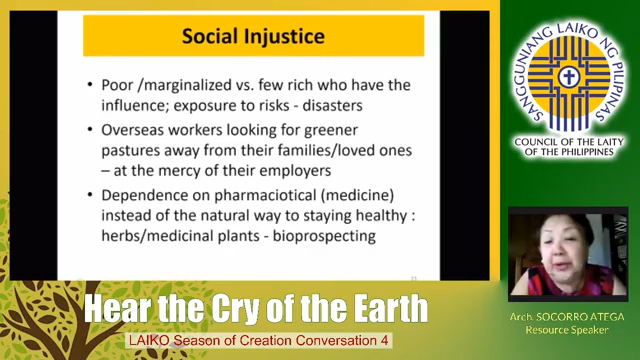 Social Injustice
• Poor /marginalized vs. few rich who have the
influence; exposure to risks - disasters
• Overseas workers looking for greener
pastures away from their families/loved ones
– at the mercy of their employers
• Dependence on pharmaciotical (medicine)
instead of the natural way to staying healthy :
herbs/medicinal plants - bioprospecting
21
SANGGUNIANG LAIKO NG PILIPINAS
COUNCIL OF THE LAITY
OF THE PHILIPPINES
Arch. SOCORRO ATEGA
Resource Speaker
Hear the Cry of the Earth
LAIKO Season of Creation Conversation 4